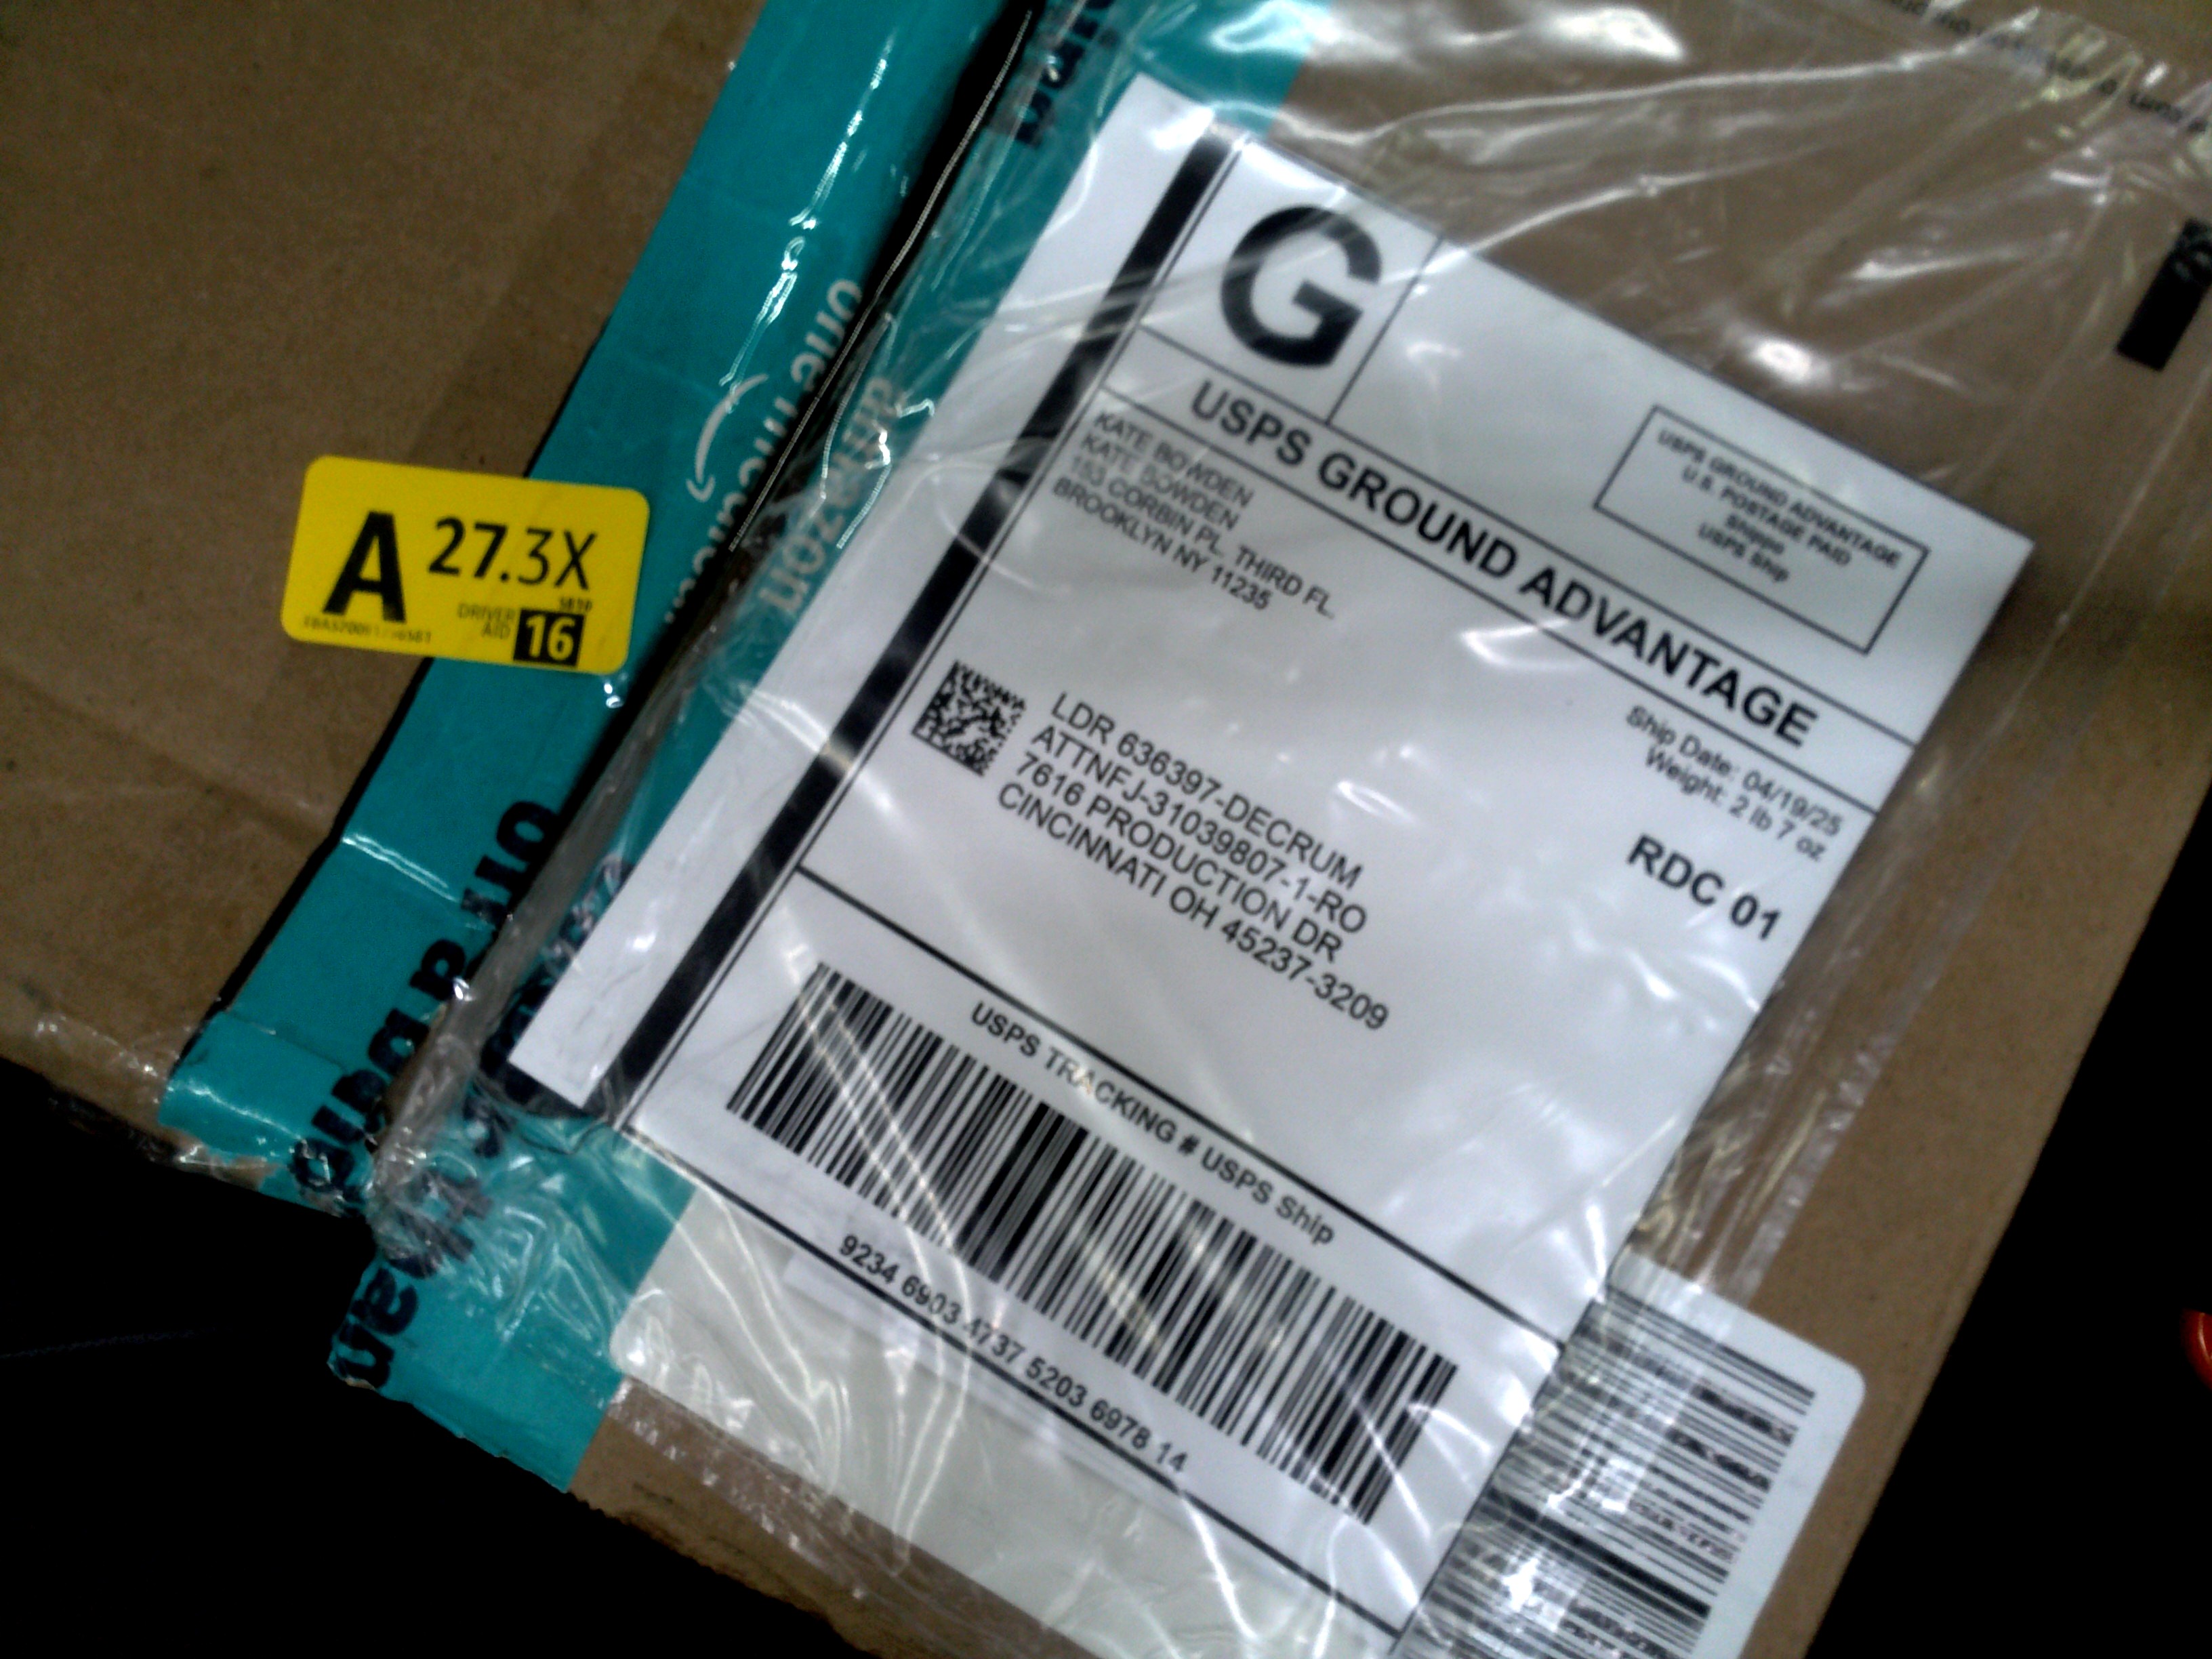 G
USPS GROUND ADVANTAGE
U.S. POSTAGE PAID
Shippo
USPS Ship
USPS GROUND ADVANTAGE
KATE BOWDEN
KATE BOWDEN
153 CORBIN PL. THIRD FL.
BROOKLYN NY 11235
Ship Date: 04/19/25
Weight: 2 lb 7 oz
RDC 01
LDR 636397-DECRUM
ATTNFJ-31039807-1-RO
7616 PRODUCTION DR
CINCINNATI OH 45237-3209
USPS TRACKING # USPS Ship
9234 6903 4737 5203 6978 14
A 27.3X
DRIVER
AID 16
amazon